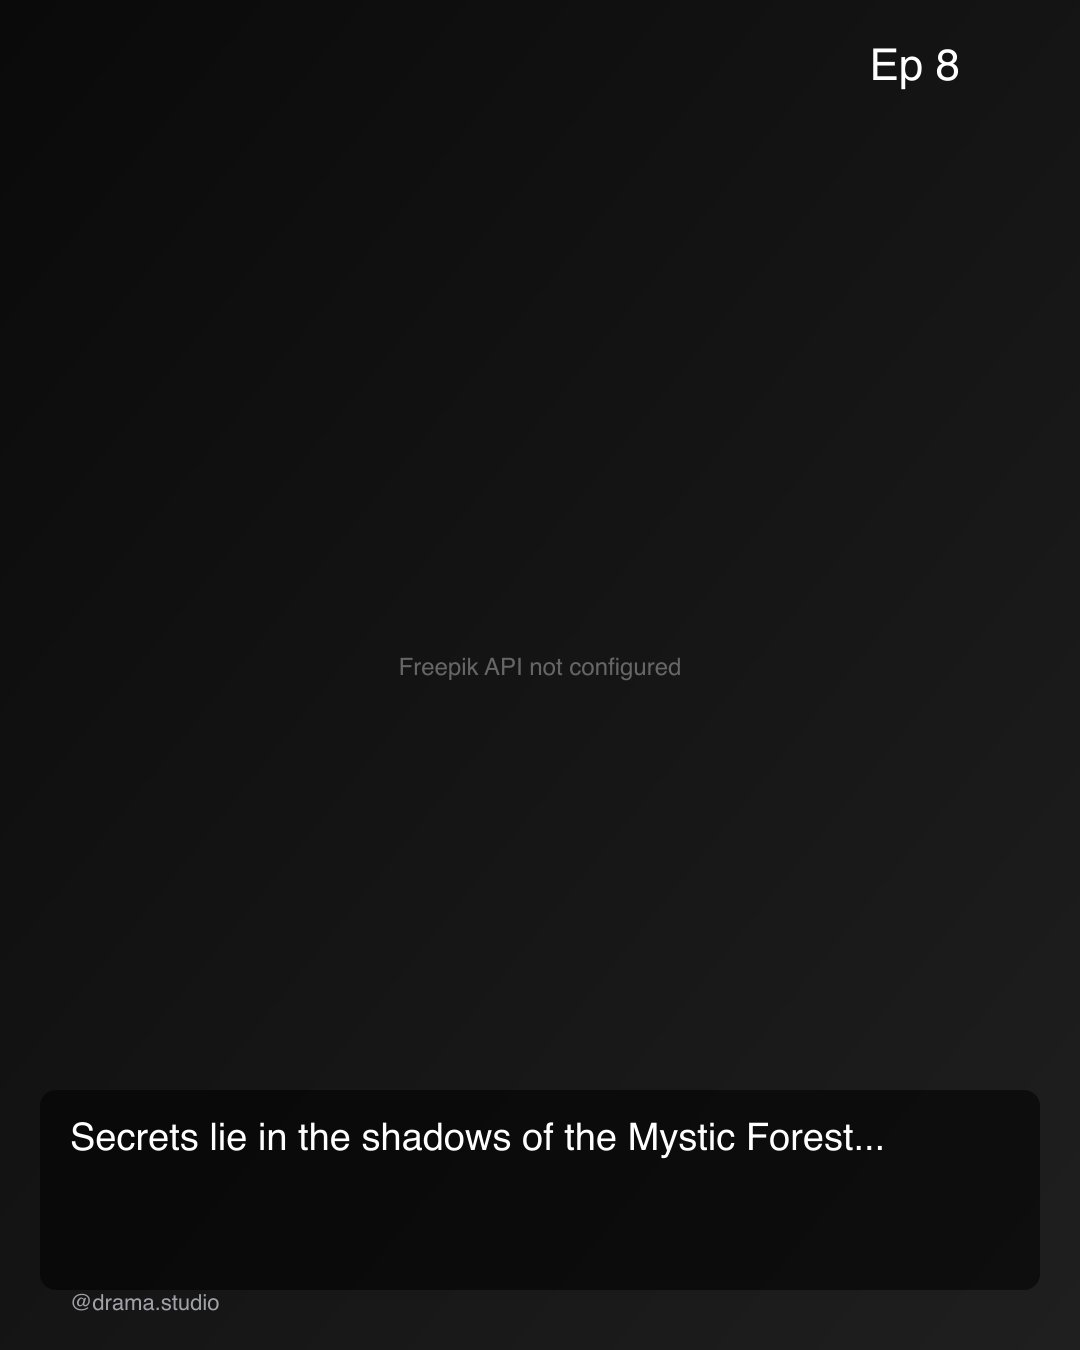 Ep 8
Freepik API not configured
Secrets lie in the shadows of the Mystic Forest...
@drama.studio